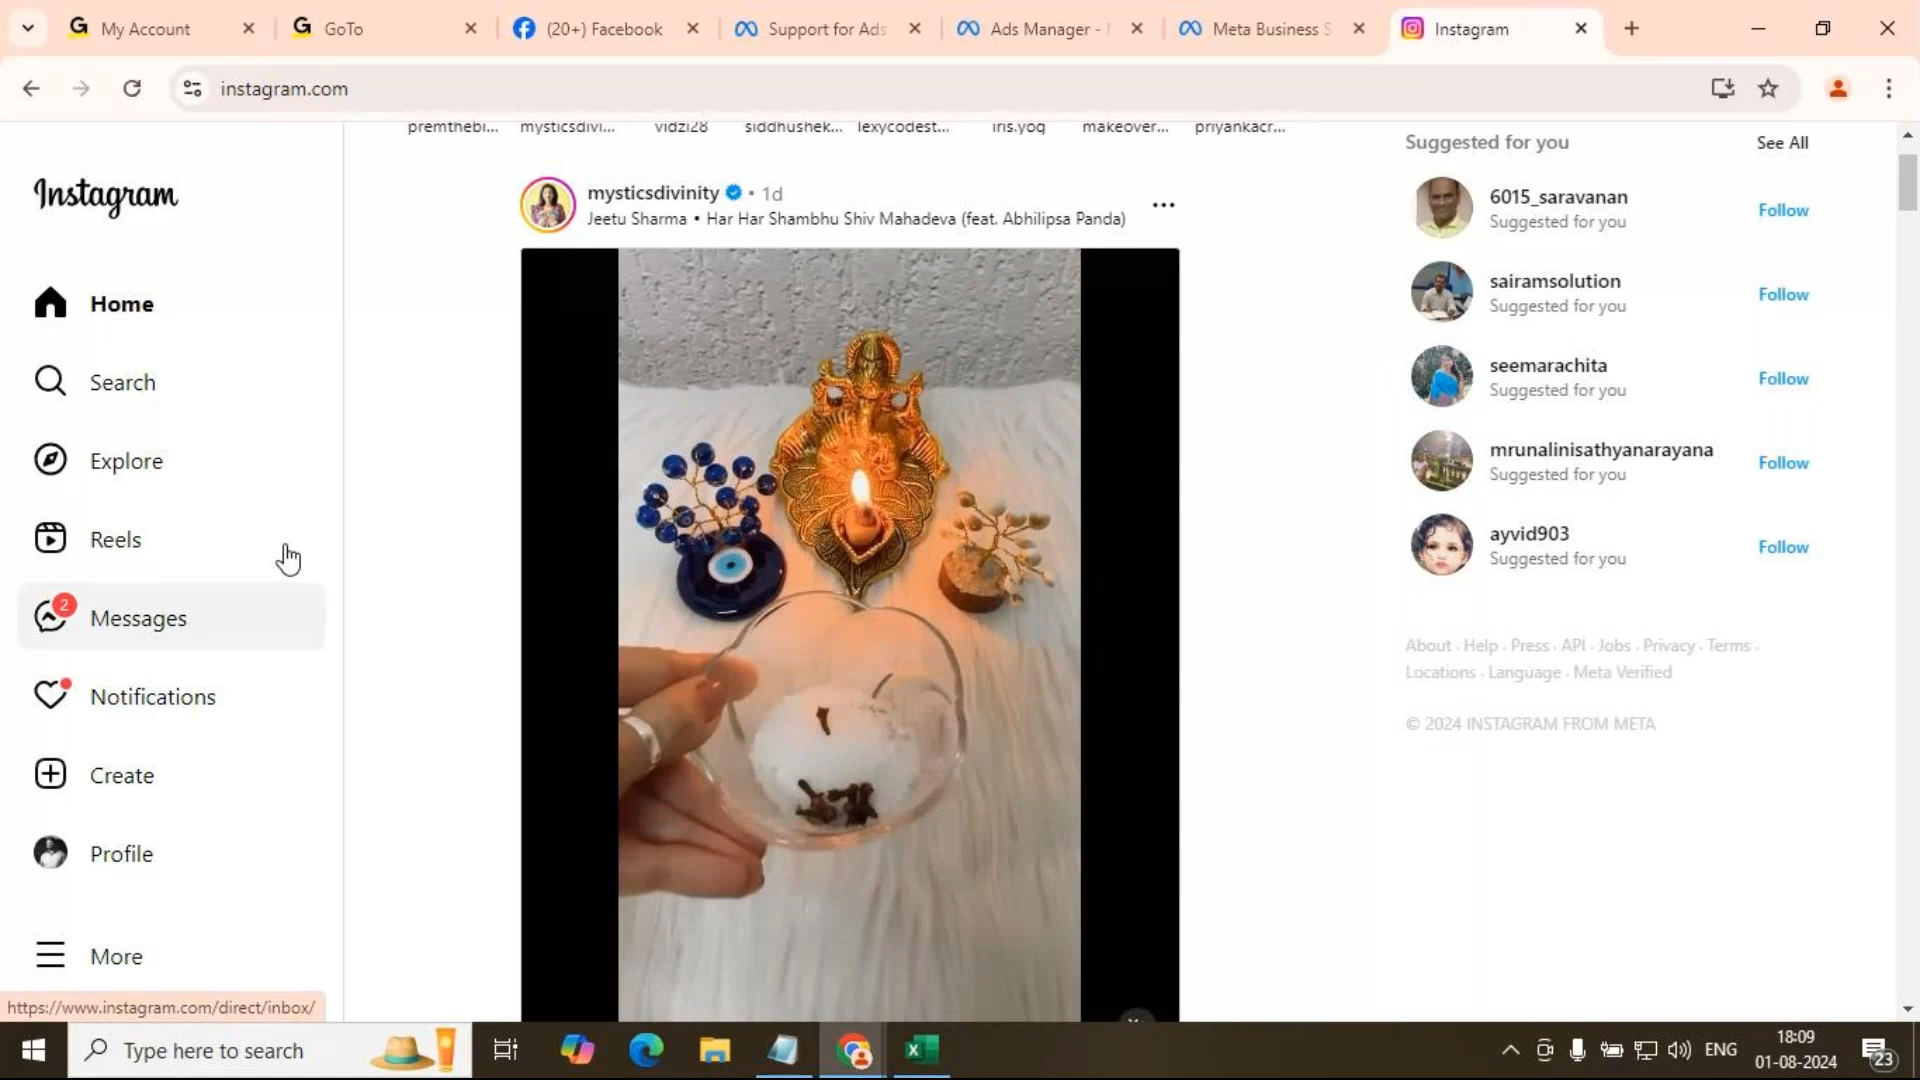 My Account
GoTo
(20+) Facebook
Support for Ads
Ads Manager -
Meta Business S
Instagram
instagram.com
premthebi...
mysticsdivi...
vidzi28
siddhushek...
lexycodest...
iris.yog
makeover...
priyankacr...
Instagram
Home
Search
Explore
Reels
2
Messages
Notifications
Create
Profile
More
https://www.instagram.com/direct/inbox/
mysticsdivinity • 1d
Jeetu Sharma • Har Har Shambhu Shiv Mahadeva (feat. Abhilipsa Panda)
Suggested for you See All
6015_saravanan
Suggested for you
Follow
sairamsolution
Suggested for you
Follow
seemarachita
Suggested for you
Follow
mrunalinisathyanarayana
Suggested for you
Follow
ayvid903
Suggested for you
Follow
About · Help · Press · API · Jobs · Privacy · Terms ·
Locations · Language · Meta Verified
© 2024 INSTAGRAM FROM META
Type here to search
ENG
18:09
01-08-2024
23